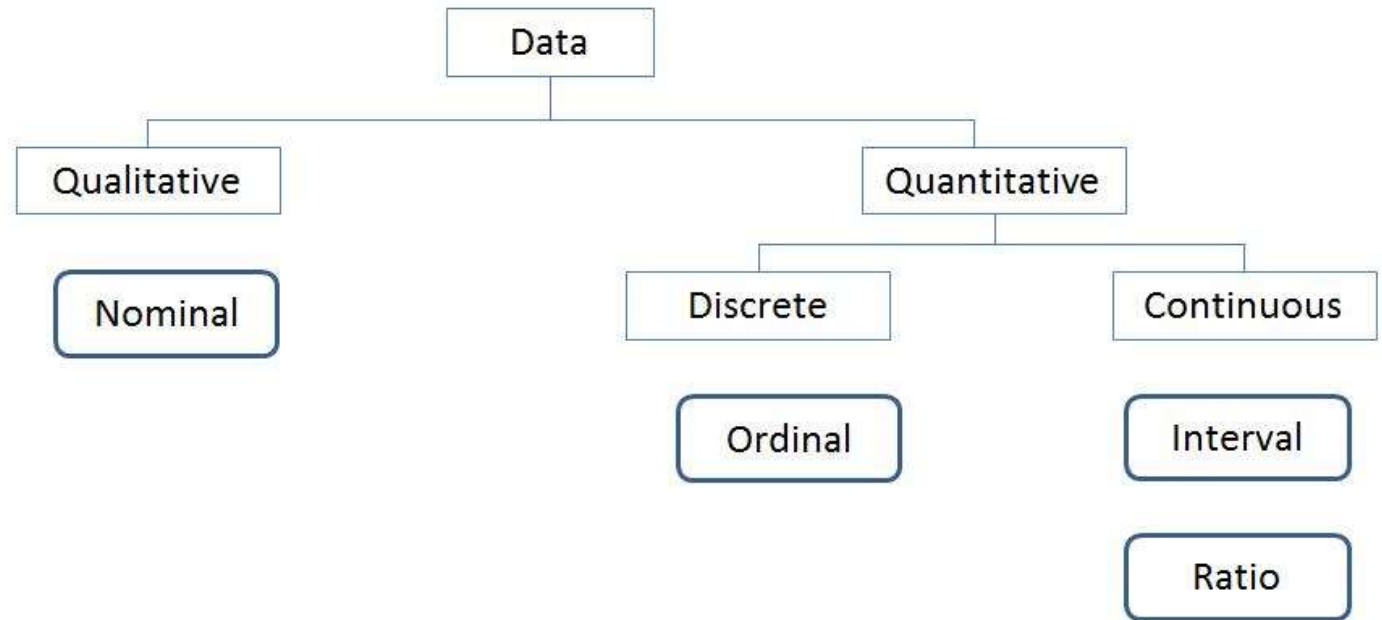 Data
Qualitative
Quantitative
Nominal
Discrete
Continuous
Ordinal
Interval
Ratio